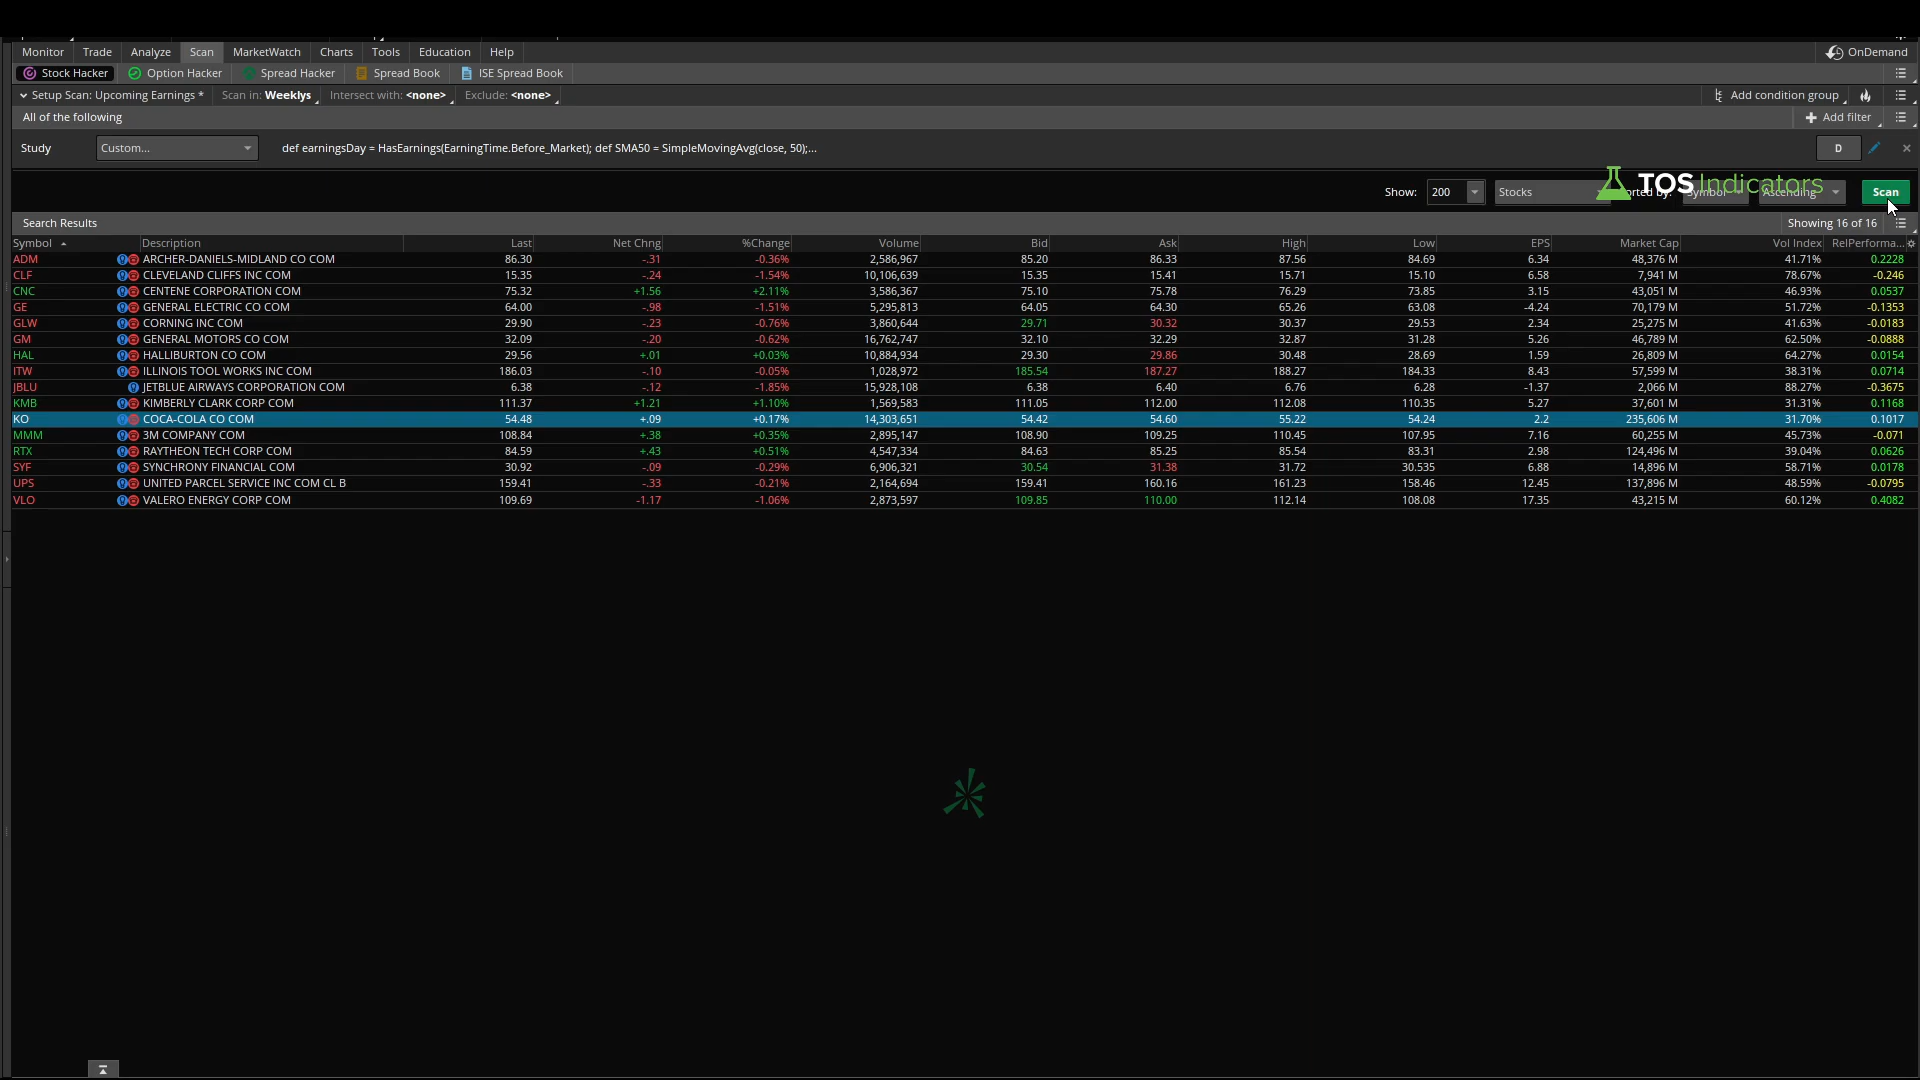 Monitor Trade Analyze Scan MarketWatch Charts Tools Education Help OnDemand
Stock Hacker Option Hacker Spread Hacker Spread Book ISE Spread Book
Setup Scan: Upcoming Earnings * Scan in: Weeklys Intersect with: <none> Exclude: <none> Add condition group
All of the following Add filter
Study Custom... def earningsDay = HasEarnings(EarningTime.Before_Market); def SMA50 = SimpleMovingAvg(close, 50);... D
Show: 200 Stocks by: Symbol Ascending Scan
TOS Indicators
Search Results Showing 16 of 16
Symbol Description Last Net Chng %Change Volume Bid Ask High Low EPS Market Cap Vol Index RelPerforma...
ADM ARCHER-DANIELS-MIDLAND CO COM 86.30 -.31 -0.36% 2,586,967 85.20 86.33 87.56 84.69 6.34 48,376 M 41.71% 0.2228
CLF CLEVELAND CLIFFS INC COM 15.35 -.24 -1.54% 10,106,639 15.35 15.41 15.71 15.10 6.58 7,941 M 78.67% -0.246
CNC CENTENE CORPORATION COM 75.32 +1.56 +2.11% 3,586,367 75.10 75.78 76.29 73.85 3.15 43,051 M 46.93% 0.0537
GE GENERAL ELECTRIC CO COM 64.00 -.98 -1.51% 5,295,813 64.05 64.30 65.26 63.08 -4.24 70,179 M 51.72% -0.1353
GLW CORNING INC COM 29.90 -.23 -0.76% 3,860,644 29.71 30.32 30.37 29.53 2.34 25,275 M 41.63% -0.0183
GM GENERAL MOTORS CO COM 32.09 -.20 -0.62% 16,762,747 32.10 32.29 32.87 31.28 5.26 46,789 M 62.50% -0.0888
HAL HALLIBURTON CO COM 29.56 +.01 +0.03% 10,884,934 29.30 29.86 30.48 28.69 1.59 26,809 M 64.27% 0.0154
ITW ILLINOIS TOOL WORKS INC COM 186.03 -.10 -0.05% 1,028,972 185.54 187.27 188.27 184.33 8.43 57,599 M 38.31% 0.0714
JBLU JETBLUE AIRWAYS CORPORATION COM 6.38 -.12 -1.85% 15,928,108 6.38 6.40 6.76 6.28 -1.37 2,066 M 88.27% -0.3675
KMB KIMBERLY CLARK CORP COM 111.37 +1.21 +1.10% 1,569,583 111.05 112.00 112.08 110.35 5.27 37,601 M 31.31% 0.1168
KO COCA-COLA CO COM 54.48 +.09 +0.17% 14,303,651 54.42 54.60 55.22 54.24 2.2 235,606 M 31.70% 0.1017
MMM 3M COMPANY COM 108.84 +.38 +0.35% 2,895,147 108.90 109.25 110.45 107.95 7.16 60,255 M 45.73% -0.071
RTX RAYTHEON TECH CORP COM 84.59 +.43 +0.51% 4,547,334 84.63 85.25 85.54 83.31 2.98 124,496 M 39.04% 0.0626
SYF SYNCHRONY FINANCIAL COM 30.92 -.09 -0.29% 6,906,321 30.54 31.38 31.72 30.535 6.88 14,896 M 58.71% 0.0178
UPS UNITED PARCEL SERVICE INC COM CL B 159.41 -.33 -0.21% 2,164,694 159.41 160.16 161.23 158.46 12.45 137,896 M 48.59% -0.0795
VLO VALERO ENERGY CORP COM 109.69 -1.17 -1.06% 2,873,597 109.85 110.00 112.14 108.08 17.35 43,215 M 60.12% 0.4082